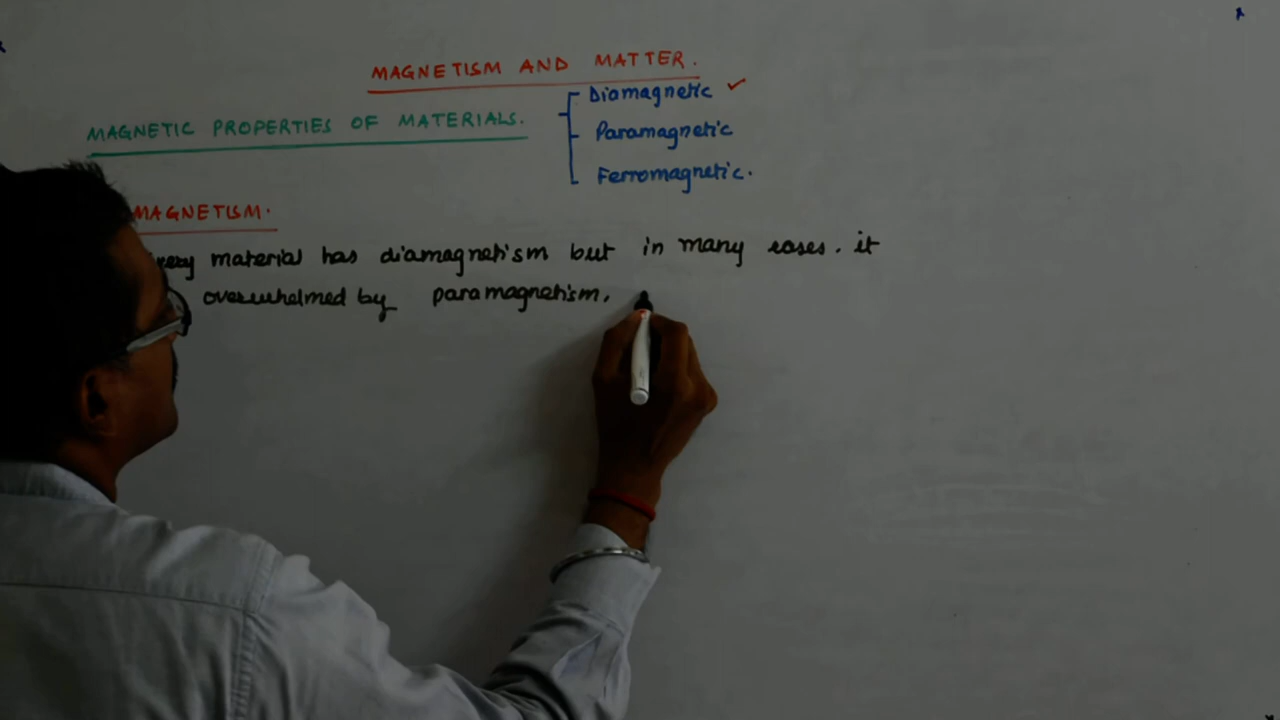 MAGNETISM AND MATTER.
MAGNETIC PROPERTIES OF MATERIALS.
Diamagnetic
Paramagnetic
Ferromagnetic.
MAGNETISM.
very material has diamagnetism but in many cases. it
overwhelmed by paramagnetism,